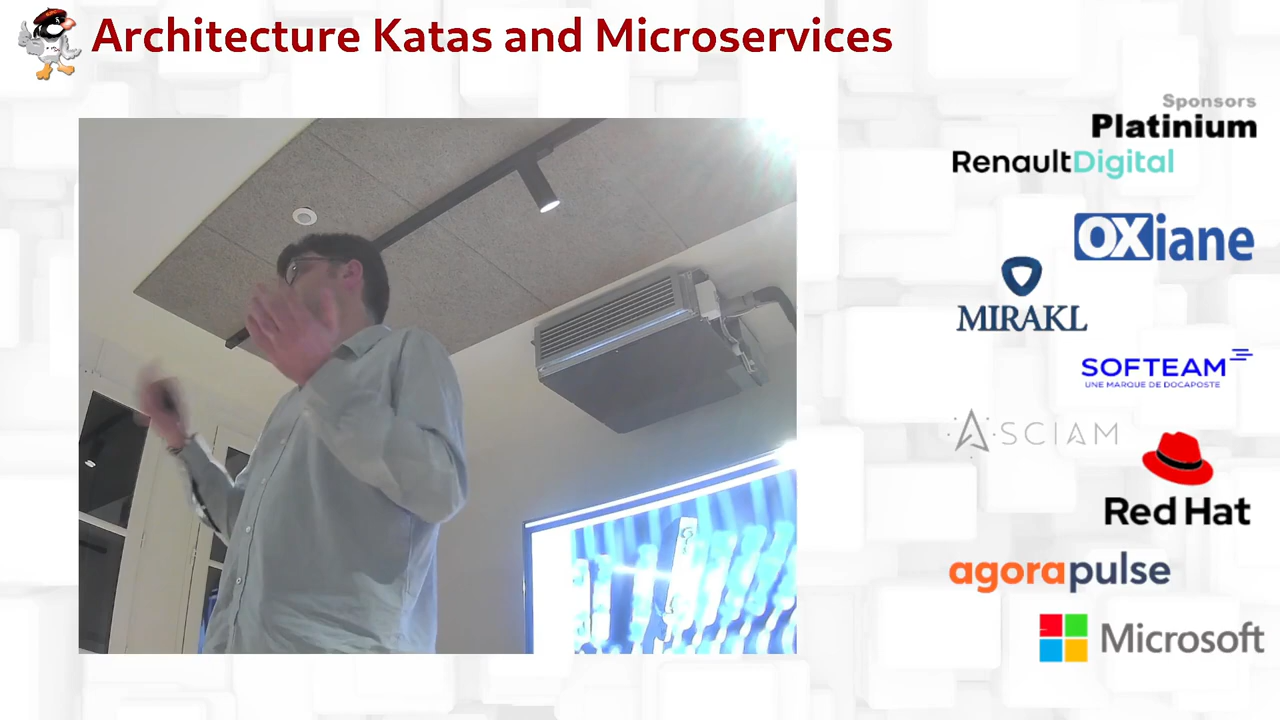 Architecture Katas and Microservices
Sponsors
Platinium
RenaultDigital
OXiane
MIRAKL
SOFTEAM
UNE MARQUE DE DOCAPOSTE
ASCIAM
Red Hat
agorapulse
Microsoft